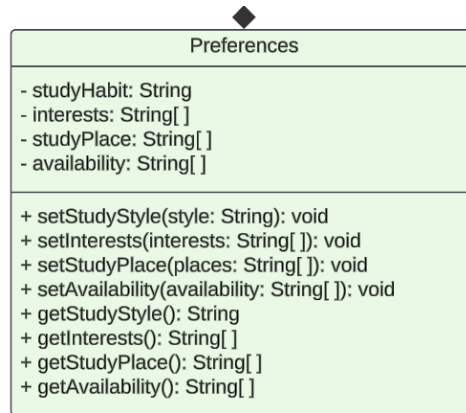 Preferences
- studyHabit: String
- interests: String[ ]
- studyPlace: String[ ]
- availability: String[ ]
+ setStudyStyle(style: String): void
+ setInterests(interests: String[ ]): void
+ setStudyPlace(places: String[ ]): void
+ setAvailability(availability: String[ ]): void
+ getStudyStyle(): String
+ getInterests(): String[ ]
+ getStudyPlace(): String[ ]
+ getAvailability(): String[ ]